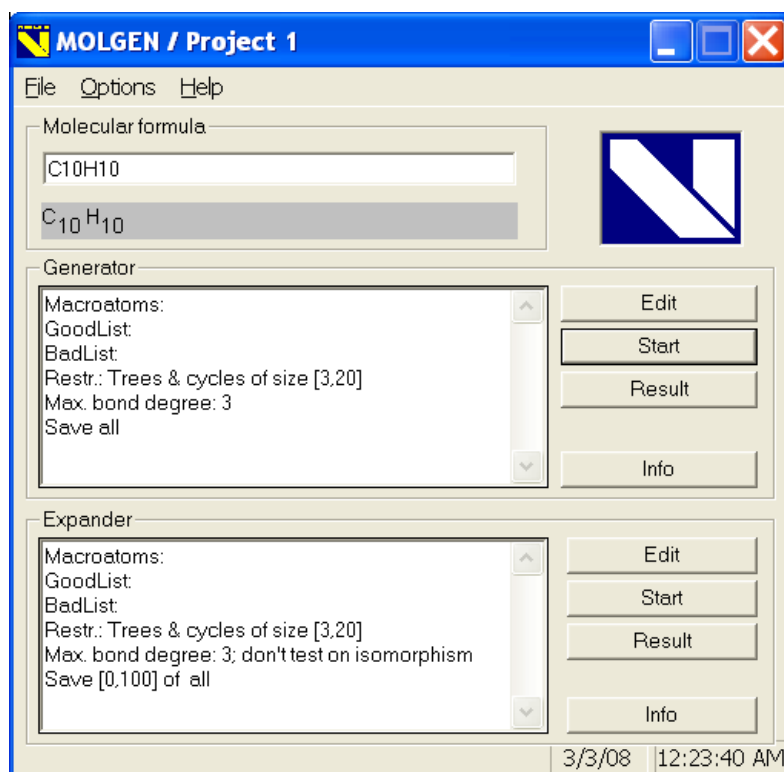 MOLGEN / Project 1
File Options Help
Molecular formula
C10H10
C10 H10
Generator
Macroatoms:
GoodList:
BadList:
Restr.: Trees & cycles of size [3,20]
Max. bond degree: 3
Save all
Edit
Start
Result
Info
Expander
Macroatoms:
GoodList:
BadList:
Restr.: Trees & cycles of size [3,20]
Max. bond degree: 3; don't test on isomorphism
Save [0,100] of all
Edit
Start
Result
Info
3/3/08 12:23:40 AM